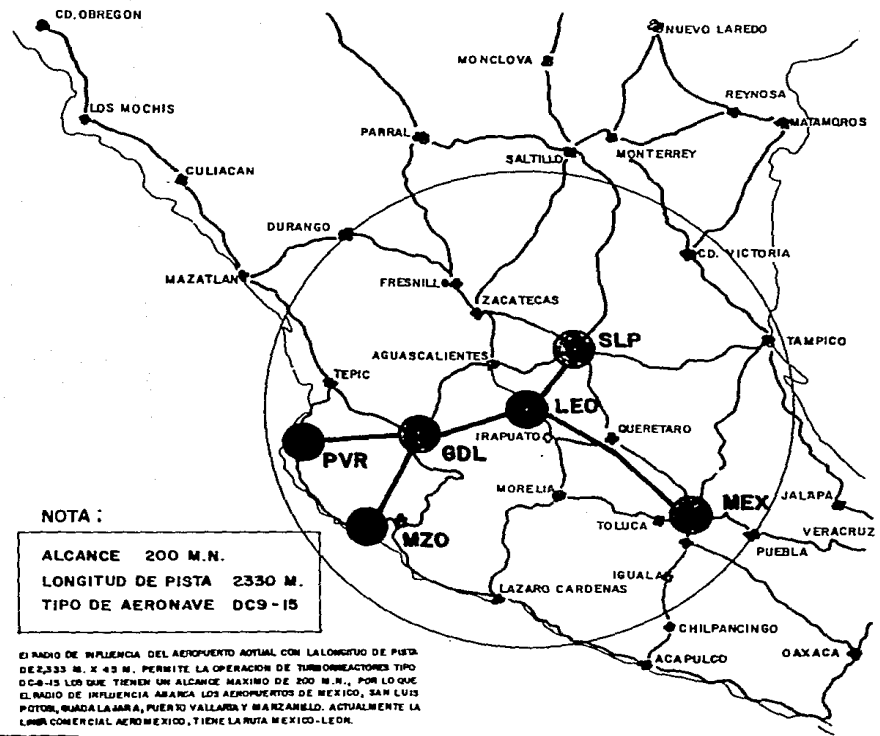 CD. OBREGON
NUEVO LAREDO
MONCLOVA
REYNOSA
LOS MOCHIS
MATAMOROS
PARRAL
SALTILLO
MONTERREY
CULIACAN
DURANGO
CD. VICTORIA
MAZATLAN
FRESNILL
ZACATECAS
SLP
TAMPICO
AGUASCALIENTES
TEPIC
LEO
IRAPUATO
QUERETARO
PVR
GDL
MORELIA
MEX
JALAPA
MZO
TOLUCA
VERACRUZ
PUEBLA
IGUALA
LAZARO CARDENAS
CHILPANCINGO
OAXACA
ACAPULCO
NOTA :
ALCANCE 200 M.N.
LONGITUD DE PISTA 2330 M.
TIPO DE AERONAVE DC9-15
El RADIO DE INFLUENCIA DEL AEROPUERTO ACTUAL CON LA LONGITUD DE PISTA
DE 2,333 M. X 45 M. PERMITE LA OPERACION DE TURBORREACTORES TIPO
DC-9-15 LOS QUE TIENEN UN ALCANCE MAXIMO DE 200 M.N., POR LO QUE
EL RADIO DE INFLUENCIA ABARCA LOS AEROPUERTOS DE MEXICO, SAN LUIS
POTOSI, GUADALAJARA, PUERTO VALLARTA Y MANZANILLO. ACTUALMENTE LA
LINEA COMERCIAL AEROMEXICO, TIENE LA RUTA MEXICO-LEON.